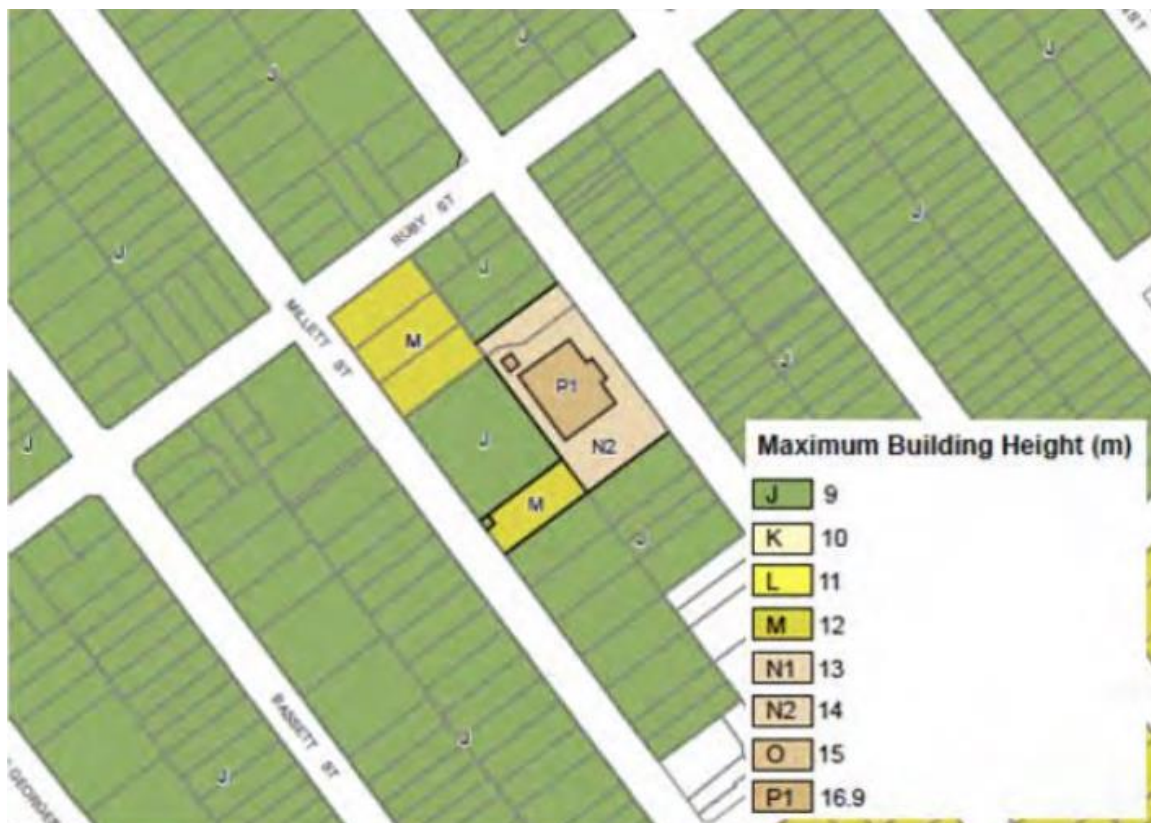 J
J
J
RUBY ST
J
J
J
MILLETT ST
M
P1
J
J
J
N2
M
J
BASSETT ST
J
J
Maximum Building Height (m)
J 9
K 10
L 11
M 12
N1 13
N2 14
O 15
P1 16.9